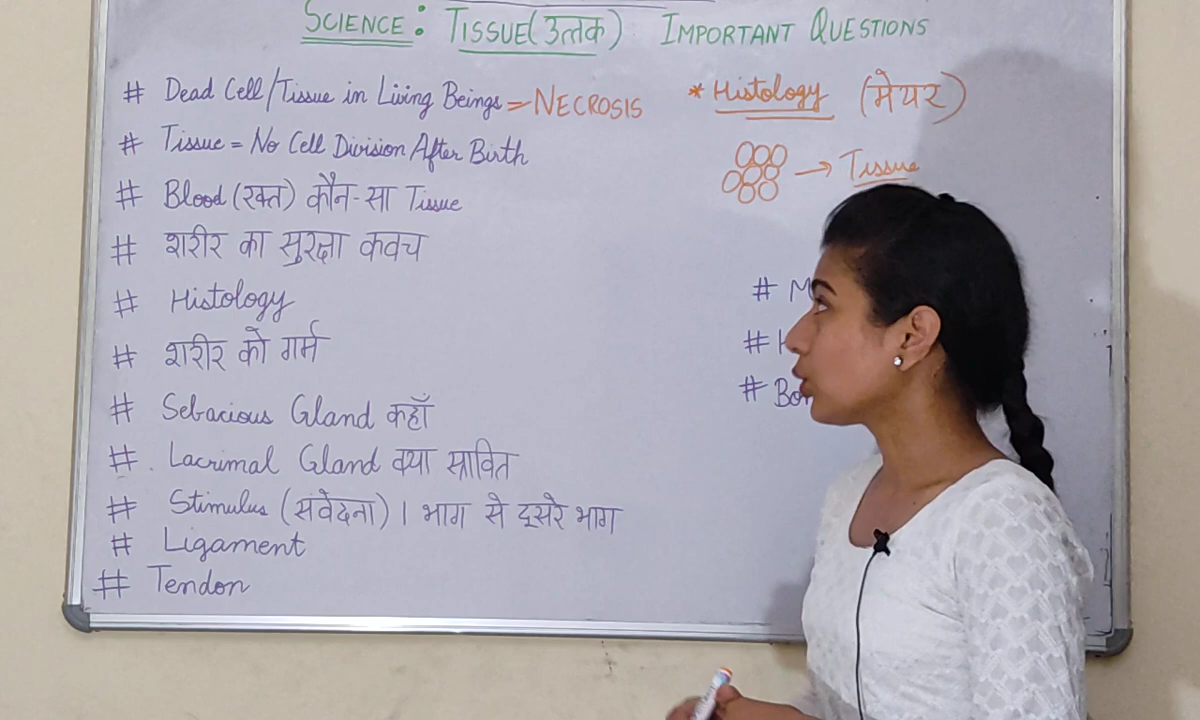 SCIENCE: TISSUE(उत्तक) IMPORTANT QUESTIONS
# Dead Cell/Tissue in Living Beings = NECROSIS
# Tissue = No Cell Division After Birth
# Blood (रक्त) कौन-सा Tissue
# शरीर का सुरक्षा कवच
# Histology
# शरीर को गर्म
# Sebacious Gland कहाँ
# Lacrimal Gland क्या स्रावित
# Stimulus (संवेदना) 1 भाग से दूसरे भाग
# Ligament
# Tendon
* Histology (मेयर)
→ Tissue
#
#
#